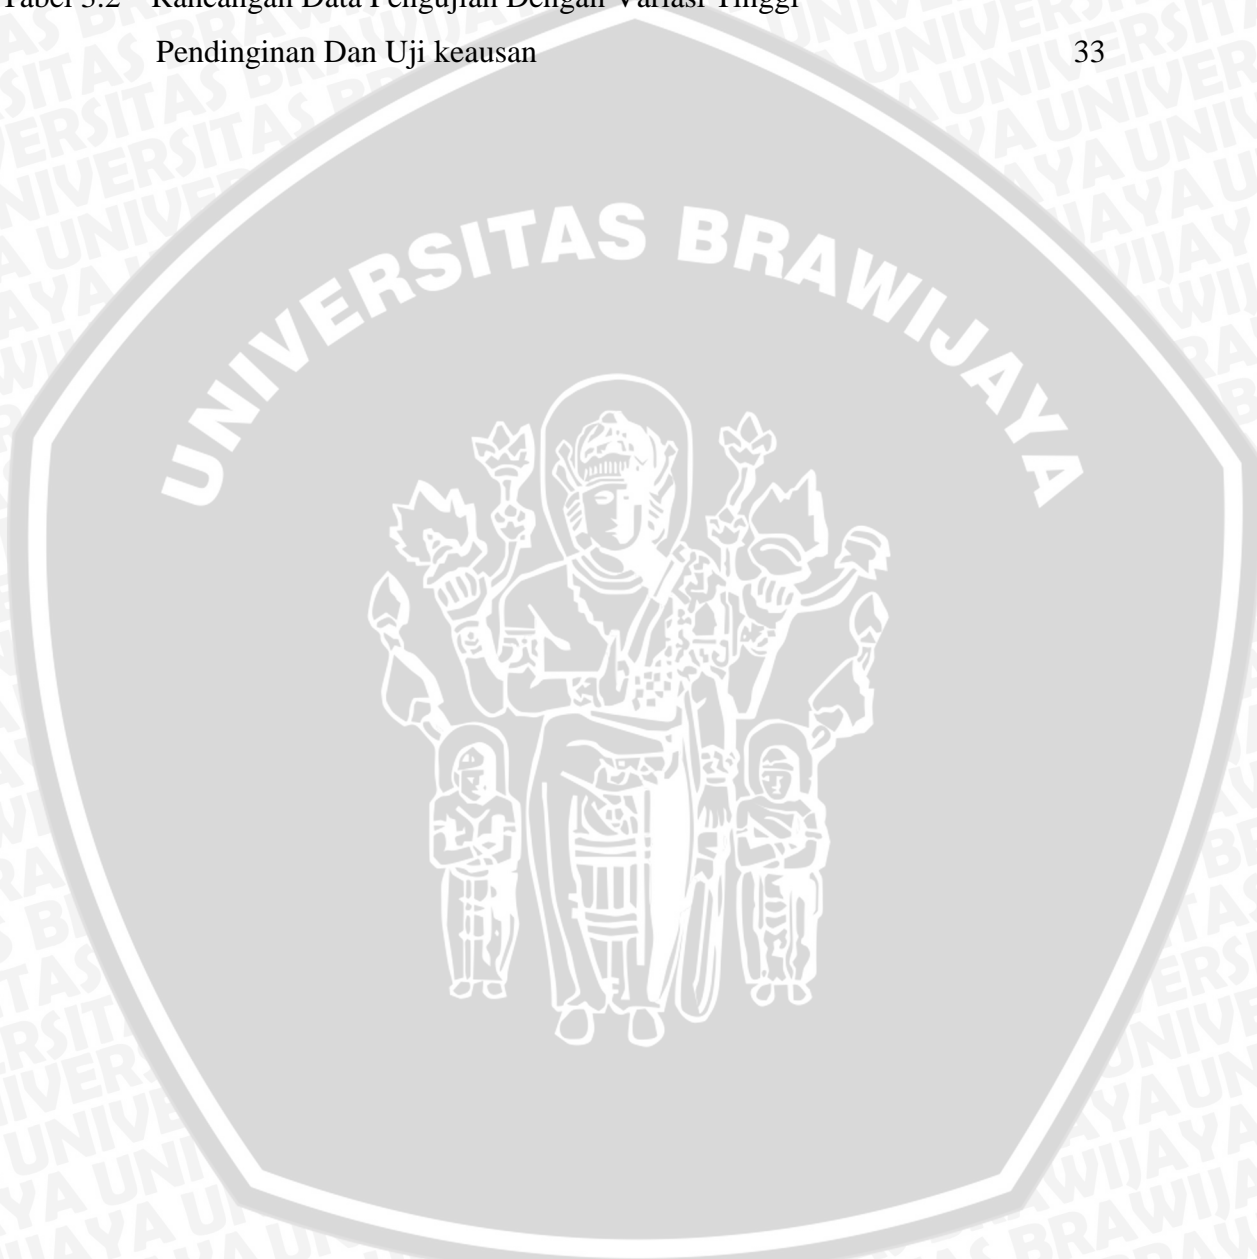 Tabel 3.2 Rancangan Data Pengujian Dengan Variasi Tinggi
Pendinginan Dan Uji keausan 33
UNIVERSITAS BRAWIJAYA